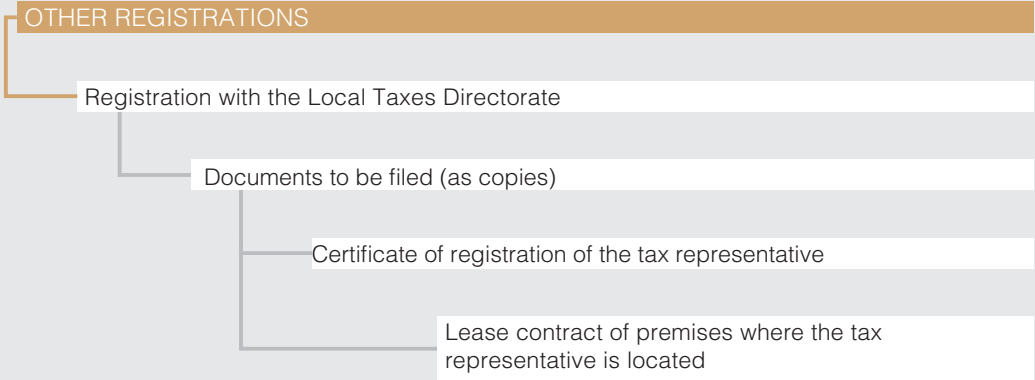 OTHER REGISTRATIONS
Registration with the Local Taxes Directorate
Documents to be filed (as copies)
Certificate of registration of the tax representative
Lease contract of premises where the tax
representative is located